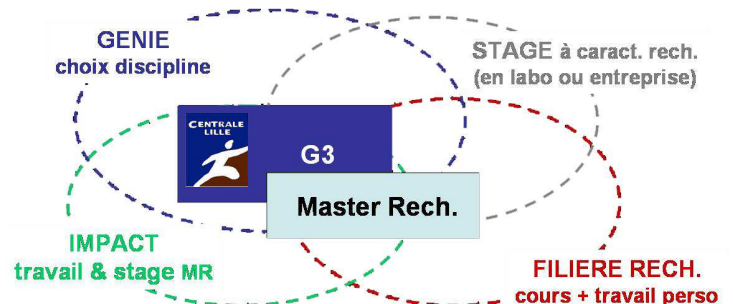 GENIE
choix discipline
STAGE à caract. rech.
(en labo ou entreprise)
CENTRALE
LILLE
G3
Master Rech.
IMPACT
travail & stage MR
FILIERE RECH.
cours + travail perso